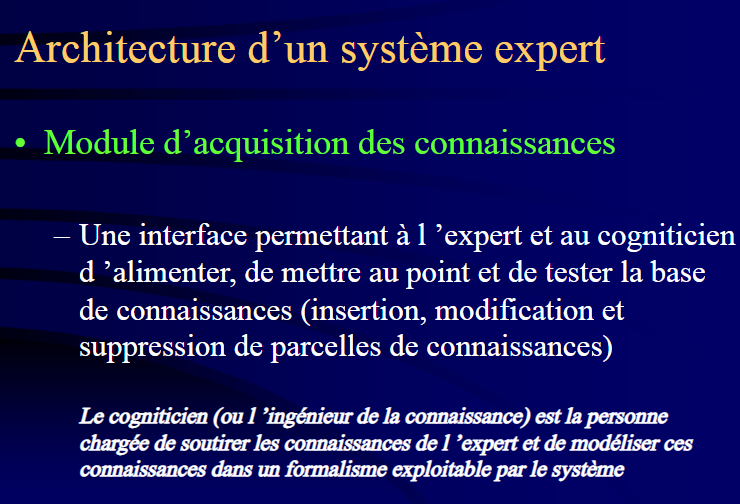 Architecture d’un système expert
• Module d’acquisition des connaissances
– Une interface permettant à l ’expert et au cogniticien
d ’alimenter, de mettre au point et de tester la base
de connaissances (insertion, modification et
suppression de parcelles de connaissances)
Le cogniticien (ou l ’ingénieur de la connaissance) est la personne
chargée de soutirer les connaissances de l ’expert et de modéliser ces
connaissances dans un formalisme exploitable par le système